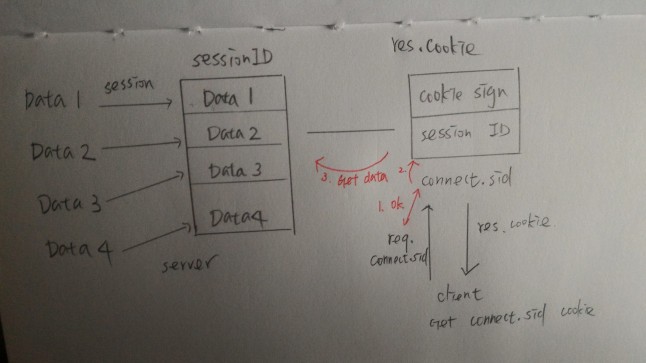 res.cookie
sessionID
session
Data 1
Data 1
cookie sign
Data 2
Data 2
session ID
Data 3
Data 3
3. Get data
2.
connect.sid
1. ok
Data 4
Data4
req.
connect.sid
res.cookie
server
client
Get connect.sid cookie